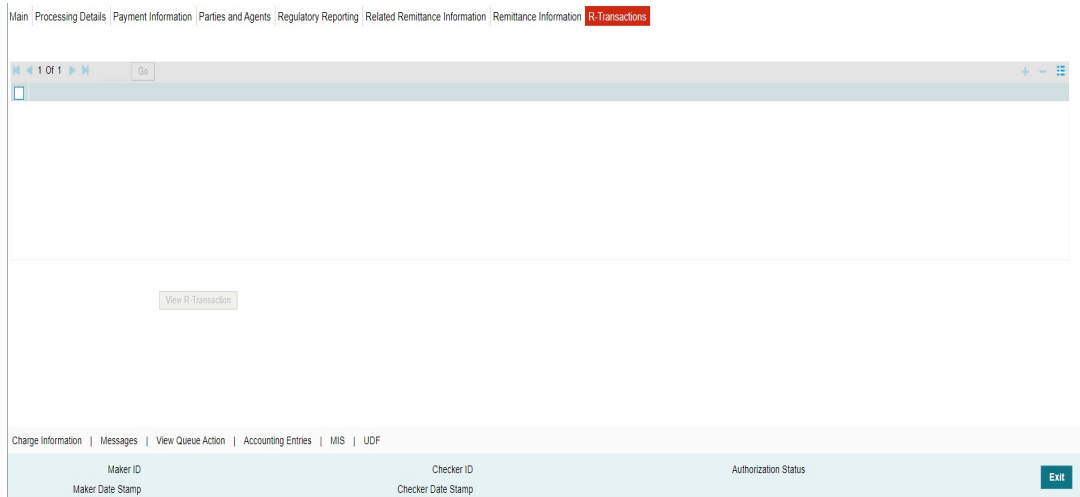 Main Processing Details Payment Information Parties and Agents Regulatory Reporting Related Remittance Information Remittance Information R-Transactions
1 Of 1 Go
View R-Transaction
Charge Information | Messages | View Queue Action | Accounting Entries | MIS | UDF
Maker ID Checker ID Authorization Status
Exit
Maker Date Stamp Checker Date Stamp